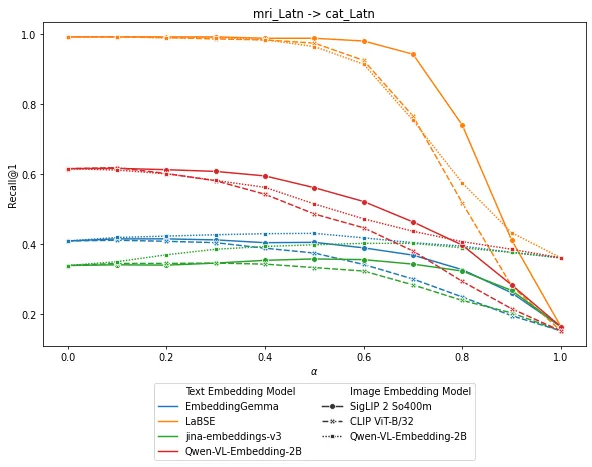 mri_Latn -> cat_Latn
1.0
0.8
0.6
0.4
0.2
Recall@1
0.0 0.2 0.4 0.6 0.8 1.0
α
Text Embedding Model Image Embedding Model
EmbeddingGemma SigLIP 2 So400m
LaBSE CLIP ViT-B/32
jina-embeddings-v3 Qwen-VL-Embedding-2B
Qwen-VL-Embedding-2B